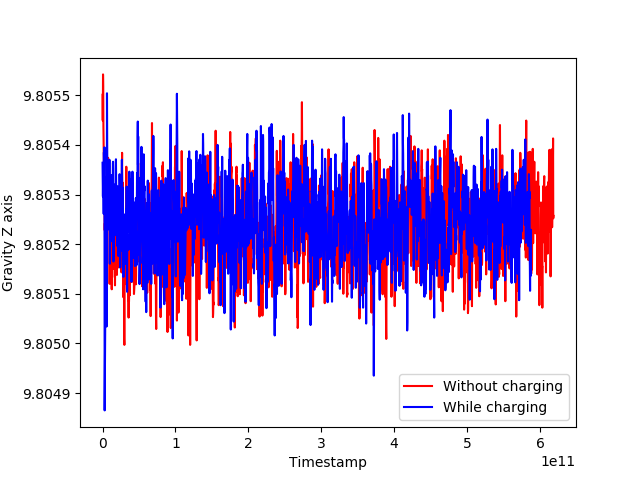 9.8055
9.8054
9.8053
9.8052
9.8051
9.8050
9.8049
Gravity Z axis
0 1 2 3 4 5 6
1e11
Timestamp
Without charging
While charging